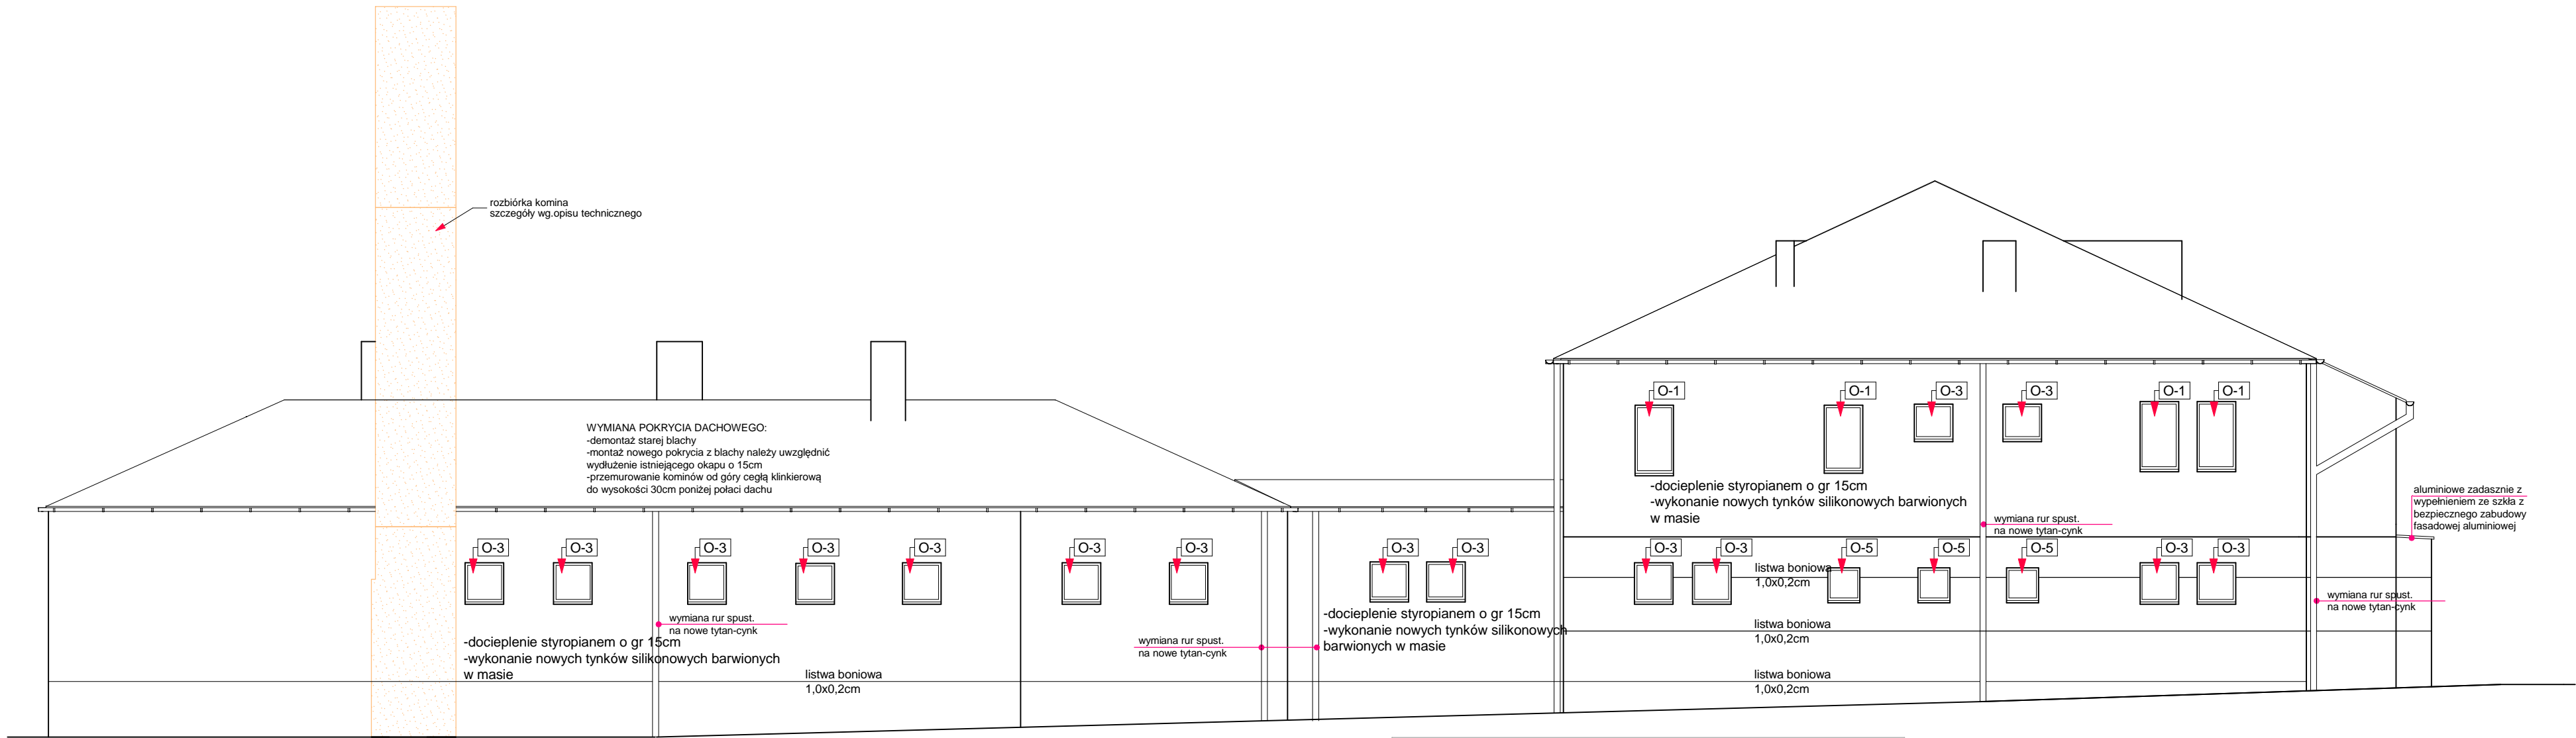 rozbiórka komina
szczegóły wg.opisu technicznego
WYMIANA POKRYCIA DACHOWEGO:
-demontaż starej blachy
-montaż nowego pokrycia z blachy należy uwzględnić
wydłużenie istniejącego okapu o 15cm
-przemurowanie kominów od góry cegłą klinkierową
do wysokości 30cm poniżej połaci dachu
O-1
O-1
O-3
O-3
O-1
O-1
-docieplenie styropianem o gr 15cm
-wykonanie nowych tynków silikonowych barwionych
w masie
aluminiowe zadasznie z
wypełnieniem ze szkła z
bezpiecznego zabudowy
fasadowej aluminiowej
wymiana rur spust.
na nowe tytan-cynk
O-3
O-3
O-3
O-3
O-3
O-3
O-3
O-3
O-3
O-3
O-3
O-5
O-5
O-5
O-3
O-3
listwa boniowa
1,0x0,2cm
wymiana rur spust.
na nowe tytan-cynk
-docieplenie styropianem o gr 15cm
-wykonanie nowych tynków silikonowych
barwionych w masie
wymiana rur spust.
na nowe tytan-cynk
listwa boniowa
1,0x0,2cm
-docieplenie styropianem o gr 15cm
-wykonanie nowych tynków silikonowych barwionych
w masie
wymiana rur spust.
na nowe tytan-cynk
listwa boniowa
1,0x0,2cm
listwa boniowa
1,0x0,2cm